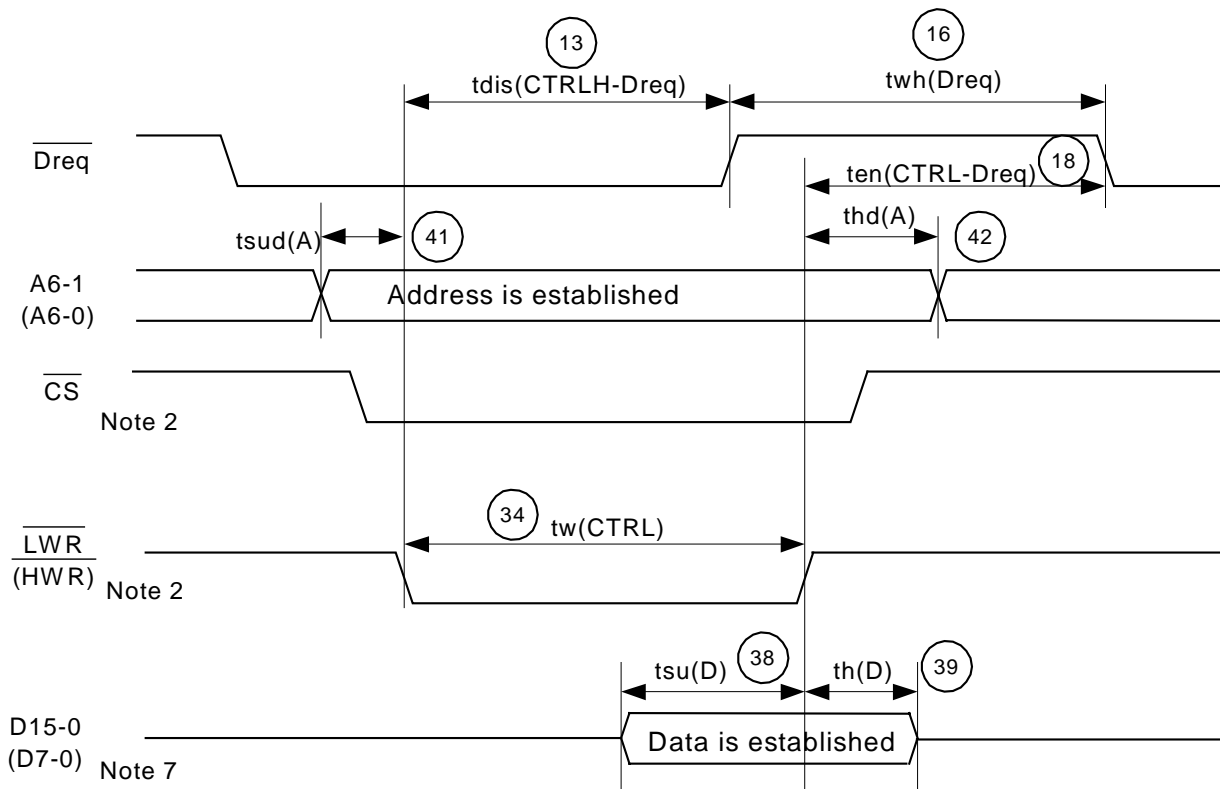 13
16
tdis(CTRLH-Dreq)
twh(Dreq)
Dreq
ten(CTRL-Dreq)
18
tsud(A)
41
thd(A)
42
A6-1
(A6-0)
Address is established
CS
Note 2
34
tw(CTRL)
LWR
(HWR)
Note 2
tsu(D)
38
th(D)
39
D15-0
(D7-0)
Data is established
Note 7